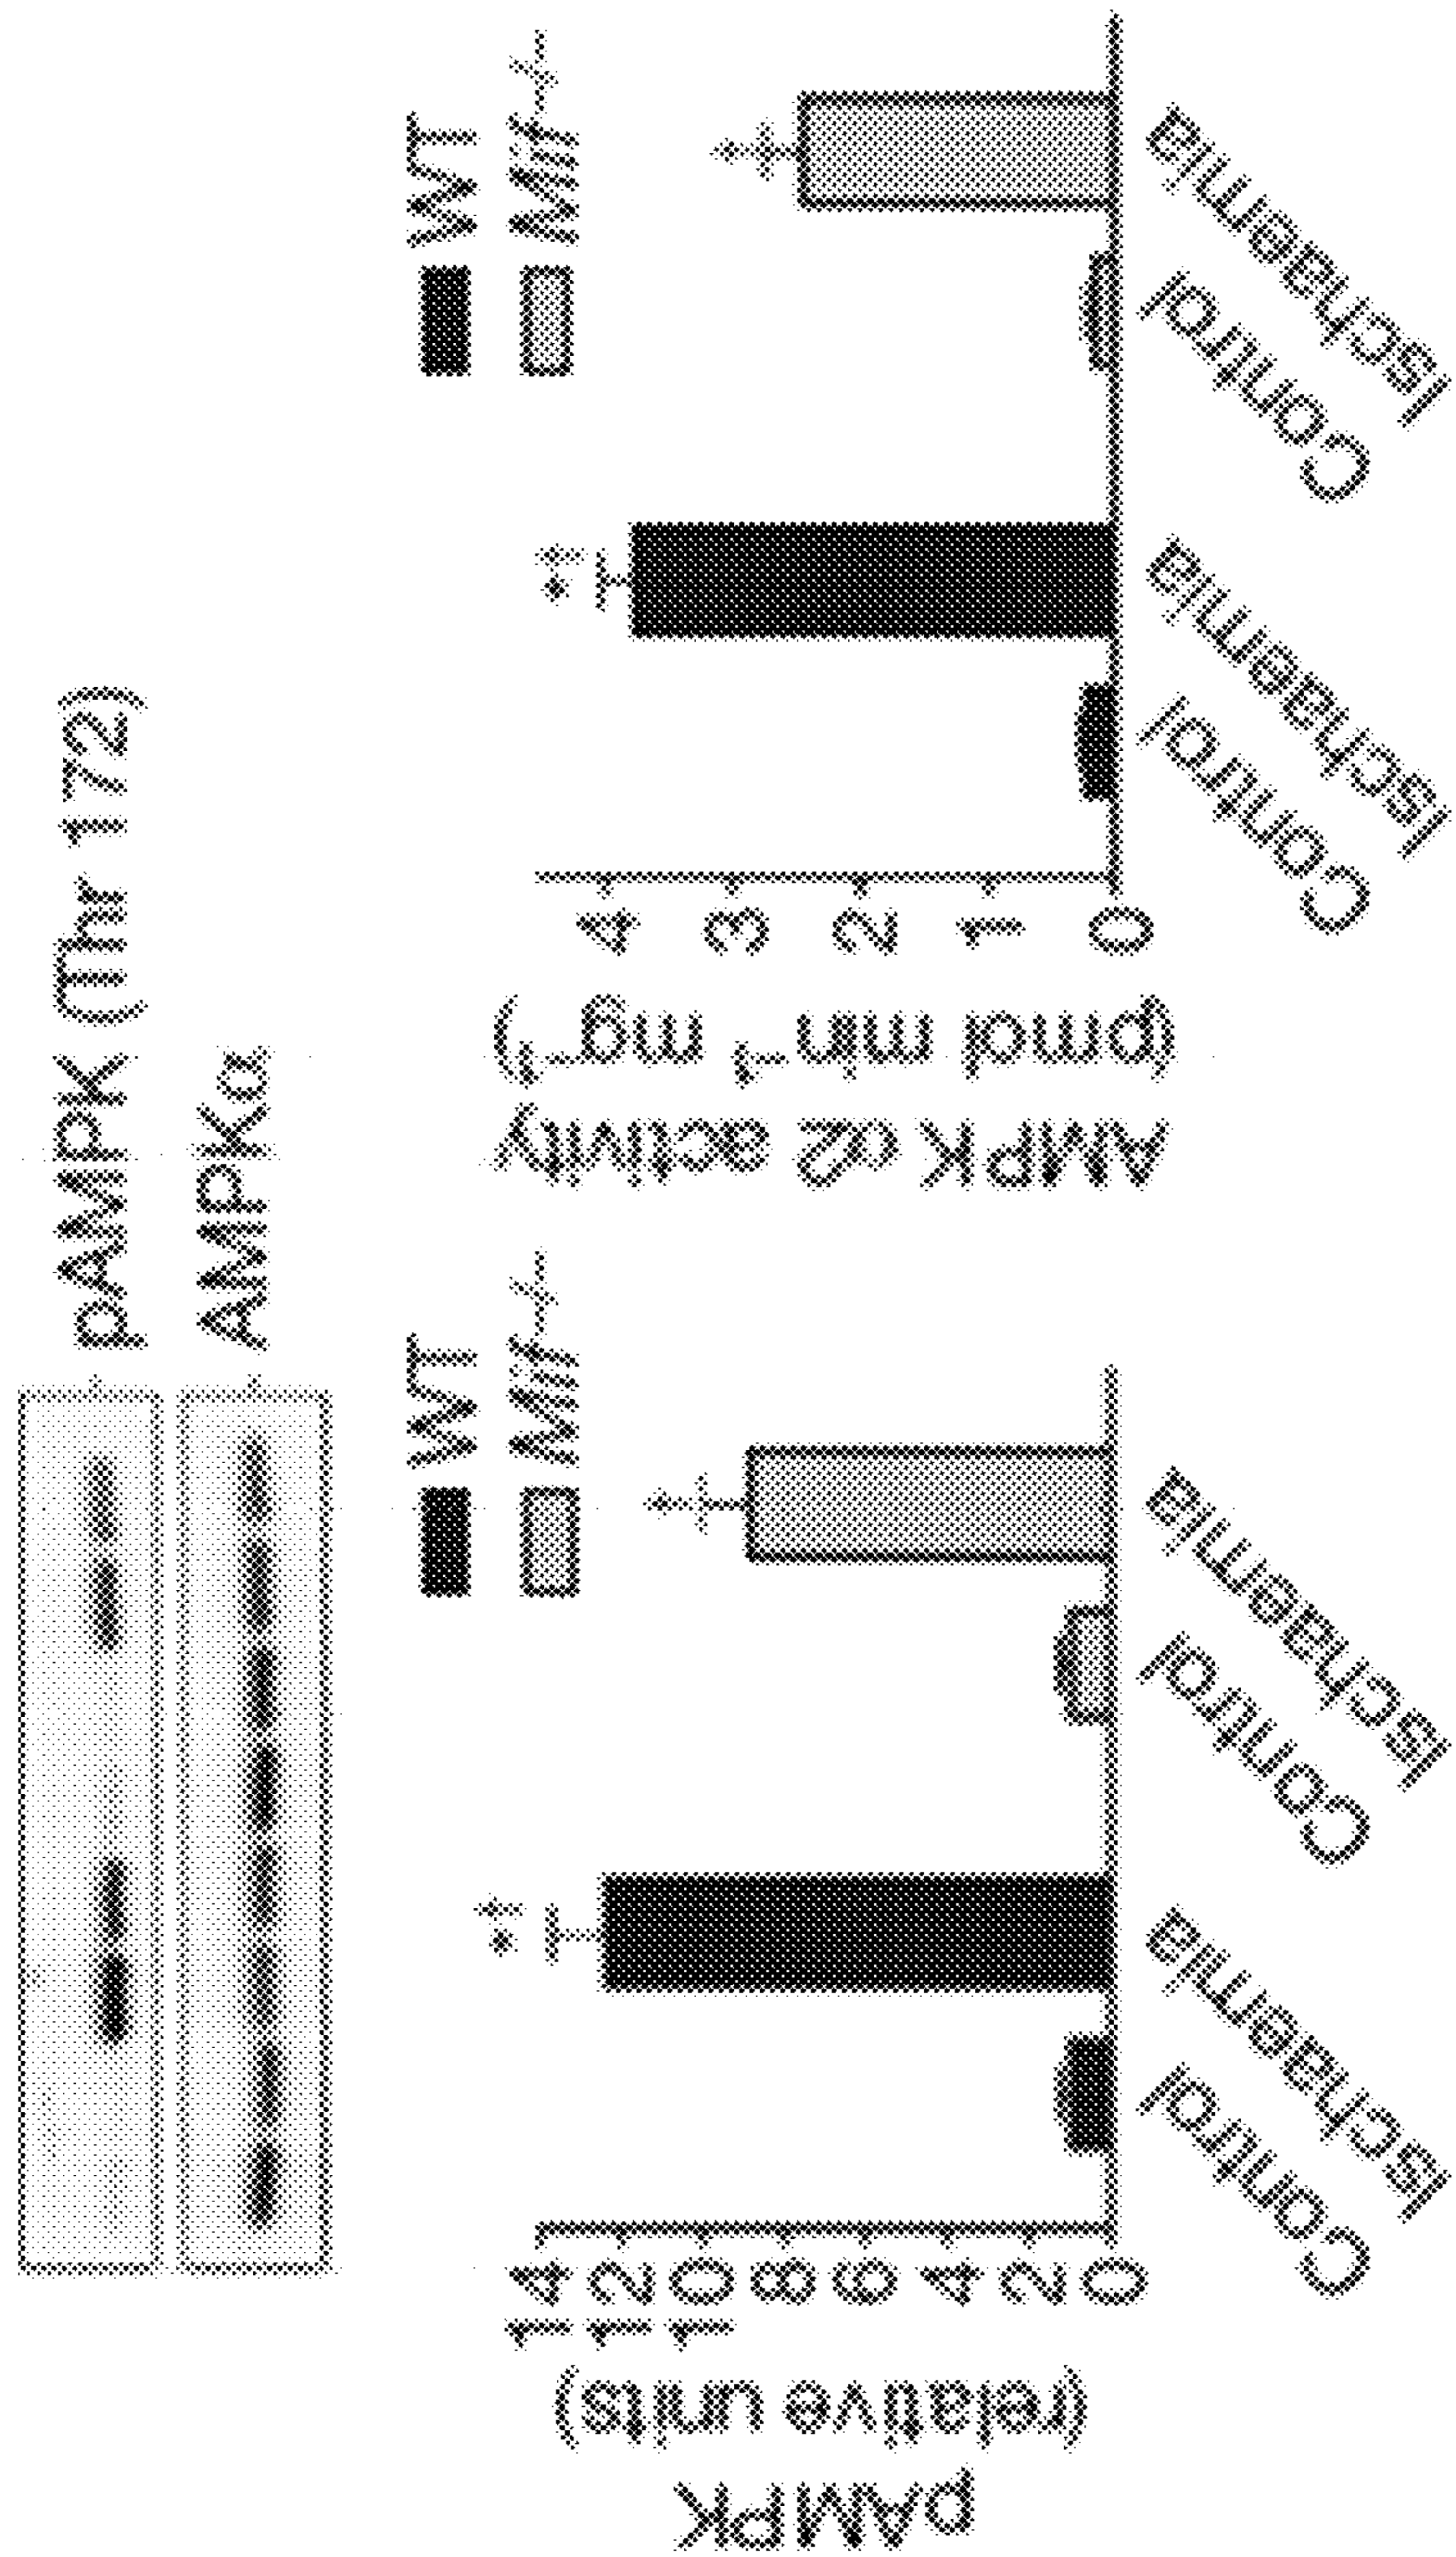 pAMPK (Thr 172)
AMPKα
WT
Mif–/–
pAMPK
(relative units)
14
12
10
8
6
4
2
0
*†
†
Control
Ischaemia
Control
Ischaemia
WT
Mif–/–
AMPK α2 activity
(pmol min–1 mg–1)
4
3
2
1
0
*†
†
Control
Ischaemia
Control
Ischaemia